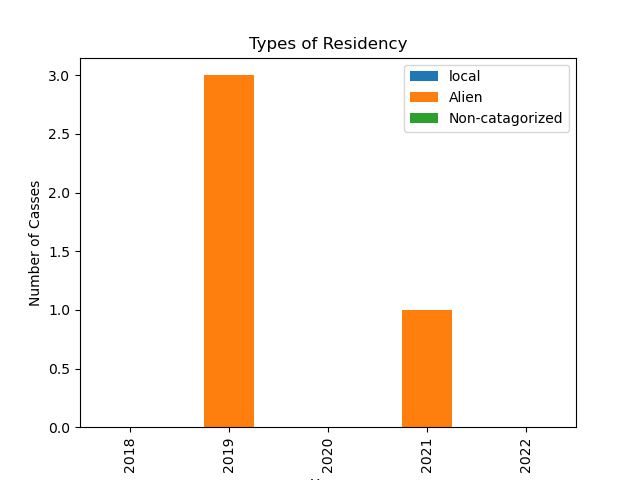 Types of Residency
local
Alien
Non-catagorized
Number of Casses
3.0
2.5
2.0
1.5
1.0
0.5
0.0
2018
2019
2020
2021
2022